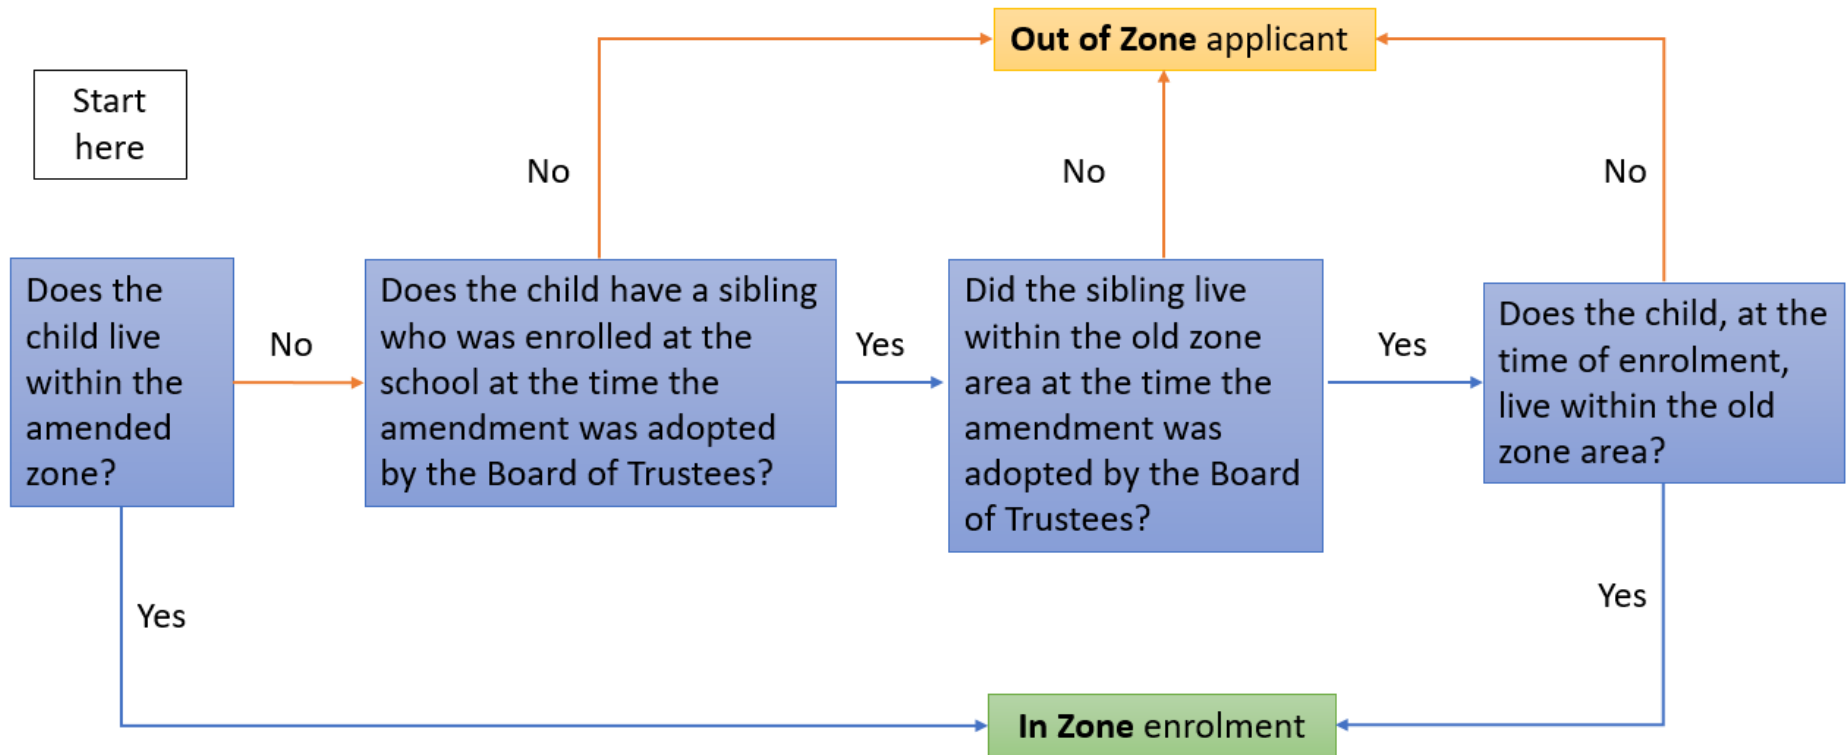 Out of Zone applicant
Start
here
No
No
No
Does the
child live
within the
amended
zone?
No
Does the child have a sibling
who was enrolled at the
school at the time the
amendment was adopted
by the Board of Trustees?
Yes
Did the sibling live
within the old zone
area at the time the
amendment was
adopted by the Board
of Trustees?
Yes
Does the child, at the
time of enrolment,
live within the old
zone area?
Yes
Yes
In Zone enrolment